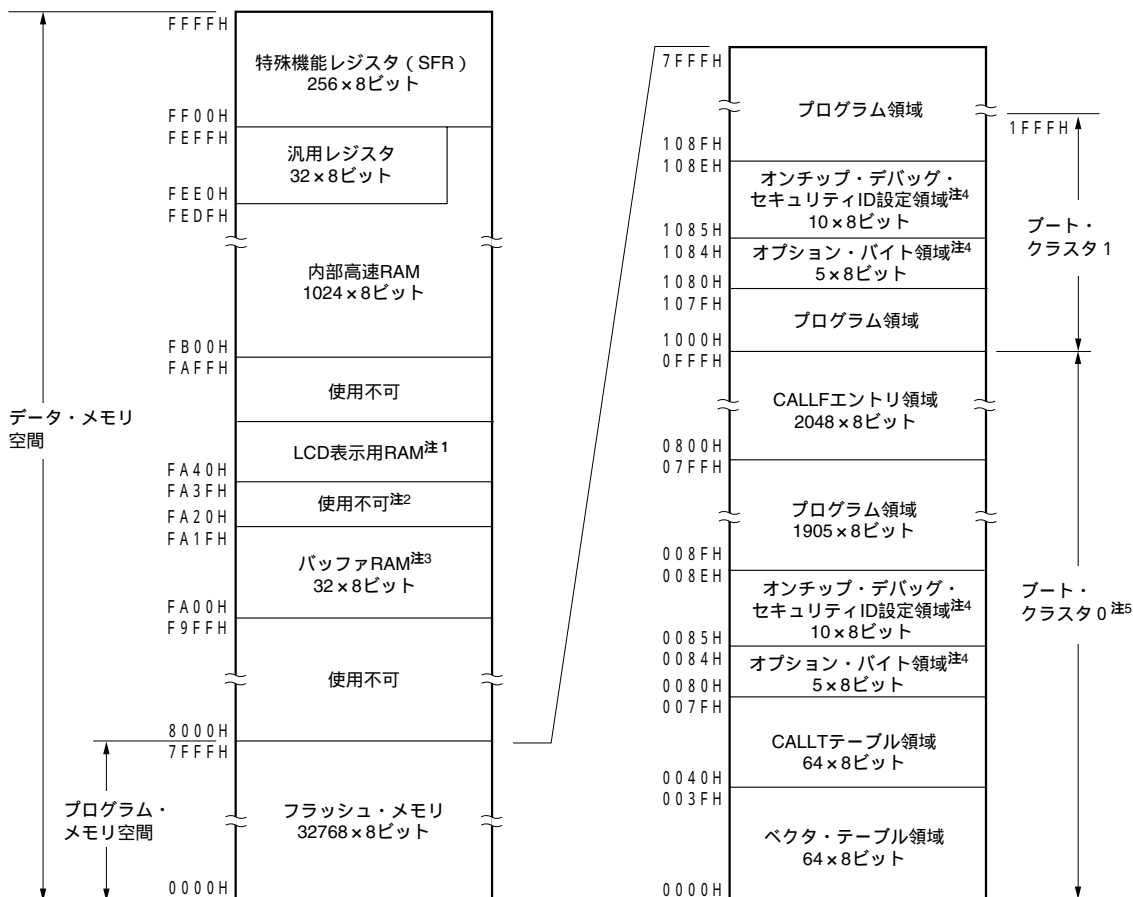 FFFFH
特殊機能レジスタ（SFR）
256×8ビット
FF00H
FEFFH
汎用レジスタ
32×8ビット
FEE0H
FEDFH
内部高速RAM
1024×8ビット
FB00H
FAFFH
使用不可
データ・メモリ
空間
LCD表示用RAM注1
FA40H
FA3FH
使用不可注2
FA20H
FA1FH
バッファRAM注3
32×8ビット
FA00H
F9FFH
使用不可
8000H
7FFFH
プログラム・
メモリ空間
フラッシュ・メモリ
32768×8ビット
0000H
7FFFH
プログラム領域
1FFFH
108FH
108EH
オンチップ・デバッグ・
セキュリティID設定領域注4
10×8ビット
1085H
1084H
オプション・バイト領域注4
5×8ビット
1080H
107FH
プログラム領域
1000H
ブート・
クラスタ1
0FFFH
CALLFエントリ領域
2048×8ビット
0800H
07FFH
プログラム領域
1905×8ビット
008FH
008EH
オンチップ・デバッグ・
セキュリティID設定領域注4
10×8ビット
0085H
0084H
オプション・バイト領域注4
5×8ビット
0080H
007FH
ブート・
クラスタ0注5
CALLTテーブル領域
64×8ビット
0040H
003FH
ベクタ・テーブル領域
64×8ビット
0000H